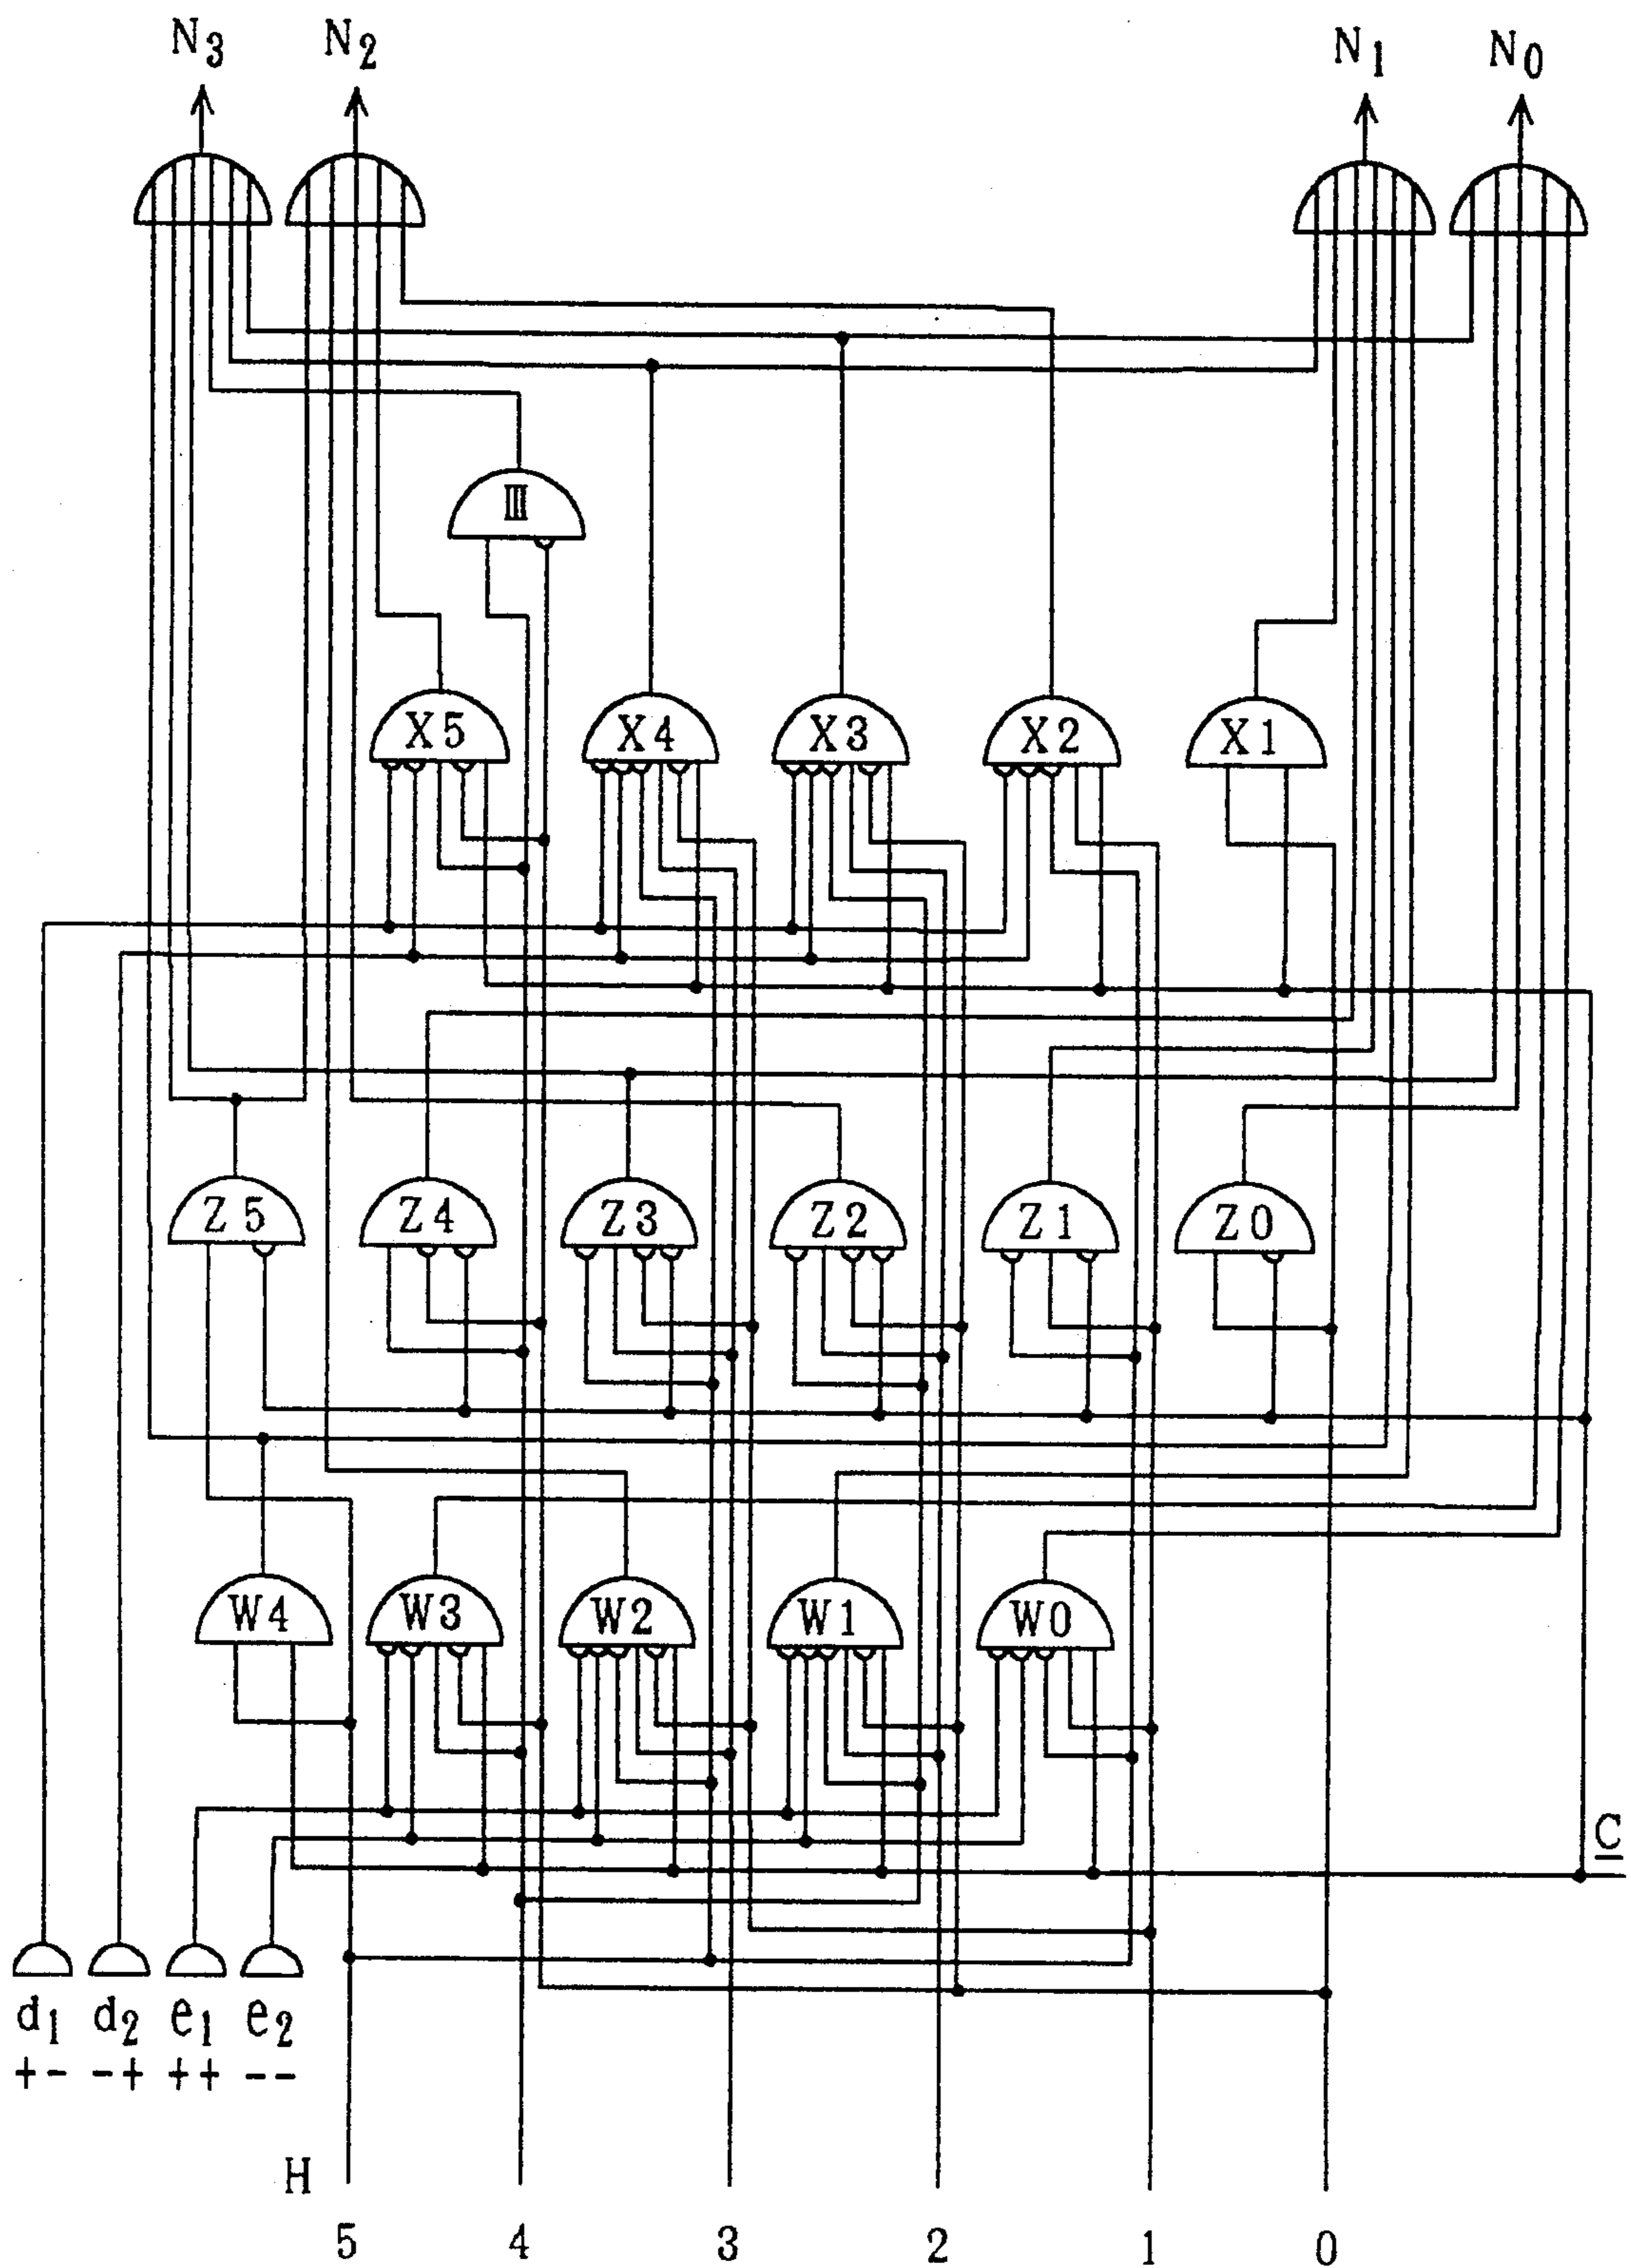 N3 N2 N1 N0
III
X5 X4 X3 X2 X1
Z5 Z4 Z3 Z2 Z1 Z0
W4 W3 W2 W1 W0
C
d1 d2 e1 e2
+- -+ ++ --
H
5 4 3 2 1 0